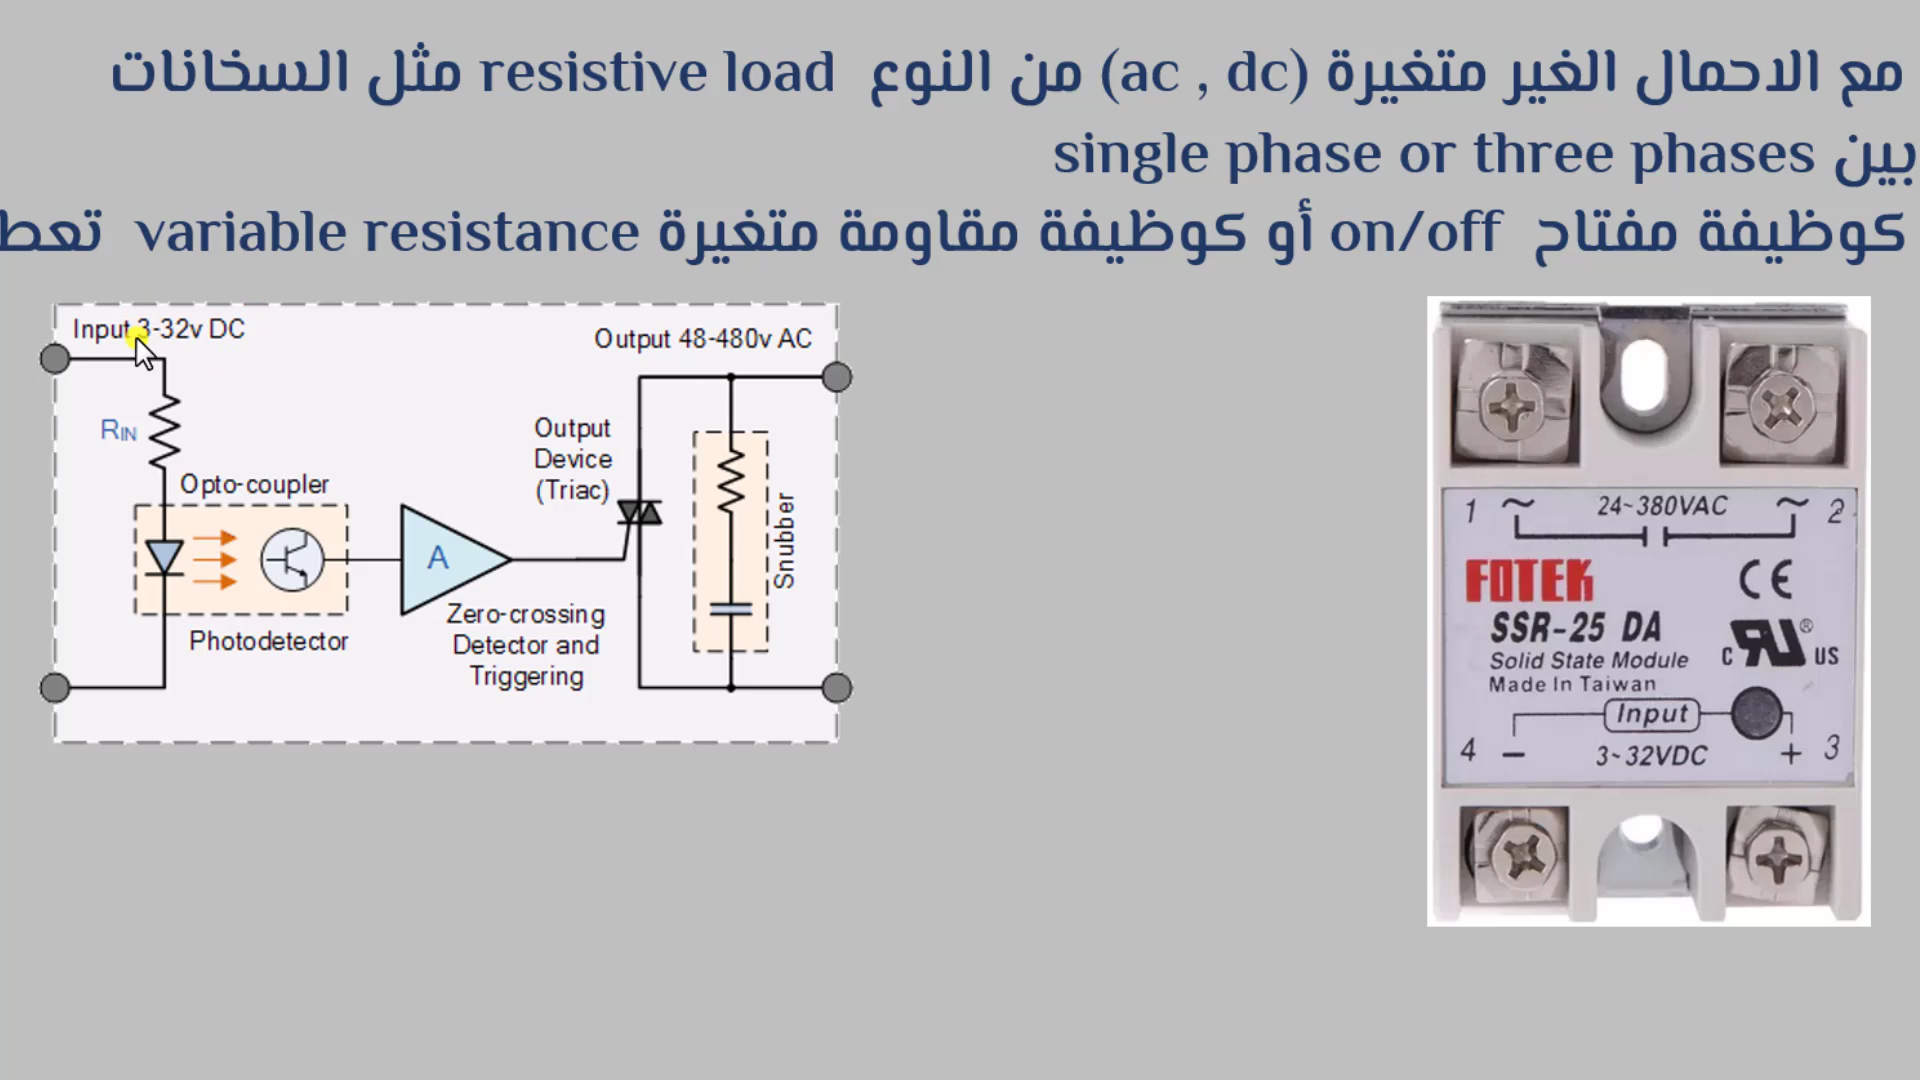 مع الاحمال الغير متغيرة (ac , dc) من النوع resistive load مثل السخانات
بين single phase or three phases
كوظيفة مفتاح on/off أو كوظيفة مقاومة متغيرة variable resistance
Input 3-32v DC
Output 48-480v AC
RIN
Opto-coupler
Photodetector
A
Zero-crossing
Detector and
Triggering
Output
Device
(Triac)
Snubber
1 ~ 24~380VAC ~ 2
FOTEK
CE
SSR-25 DA
Solid State Module
Made In Taiwan
C RU ® US
Input
4 − 3~32VDC + 3